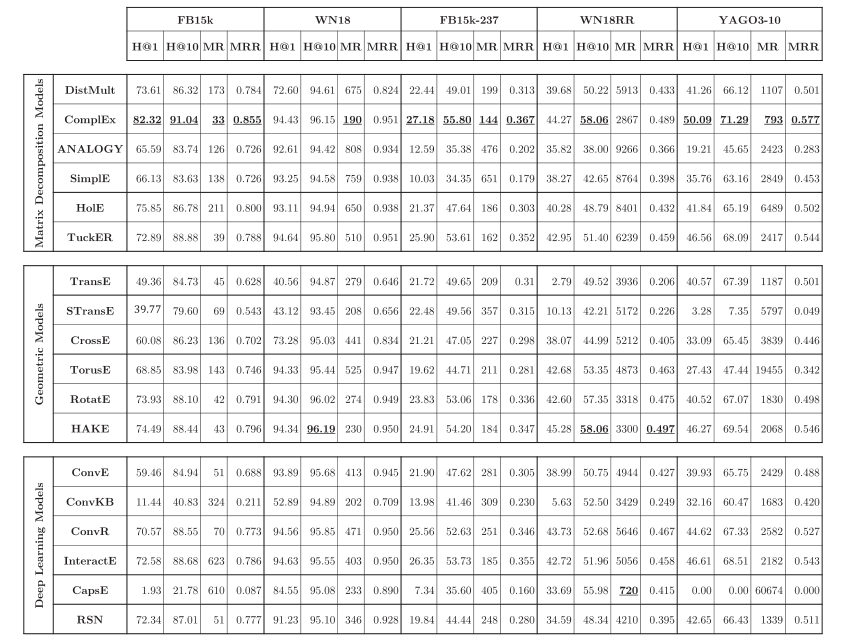 FB15k WN18 FB15k-237 WN18RR YAGO3-10
H@1 H@10 MR MRR H@1 H@10 MR MRR H@1 H@10 MR MRR H@1 H@10 MR MRR H@1 H@10 MR MRR
Matrix Decomposition Models
DistMult 73.61 86.32 173 0.784 72.60 94.61 675 0.824 22.44 49.01 199 0.313 39.68 50.22 5913 0.433 41.26 66.12 1107 0.501
ComplEx 82.32 91.04 33 0.855 94.43 96.15 190 0.951 27.18 55.80 144 0.367 44.27 58.06 2867 0.489 50.09 71.29 793 0.577
ANALOGY 65.59 83.74 126 0.726 92.61 94.42 808 0.934 12.59 35.38 476 0.202 35.82 38.00 9266 0.366 19.21 45.65 2423 0.283
SimplE 66.13 83.63 138 0.726 93.25 94.58 759 0.938 10.03 34.35 651 0.179 38.27 42.65 8764 0.398 35.76 63.16 2849 0.453
HolE 75.85 86.78 211 0.800 93.11 94.94 650 0.938 21.37 47.64 186 0.303 40.28 48.79 8401 0.432 41.84 65.19 6489 0.502
TuckER 72.89 88.88 39 0.788 94.64 95.80 510 0.951 25.90 53.61 162 0.352 42.95 51.40 6239 0.459 46.56 68.09 2417 0.544
Geometric Models
TransE 49.36 84.73 45 0.628 40.56 94.87 279 0.646 21.72 49.65 209 0.31 2.79 49.52 3936 0.206 40.57 67.39 1187 0.501
STransE 39.77 79.60 69 0.543 43.12 93.45 208 0.656 22.48 49.56 357 0.315 10.13 42.21 5172 0.226 3.28 7.35 5797 0.049
CrossE 60.08 86.23 136 0.702 73.28 95.03 441 0.834 21.21 47.05 227 0.298 38.07 44.99 5212 0.405 33.09 65.45 3839 0.446
TorusE 68.85 83.98 143 0.746 94.33 95.44 525 0.947 19.62 44.71 211 0.281 42.68 53.35 4873 0.463 27.43 47.44 19455 0.342
RotatE 73.93 88.10 42 0.791 94.30 96.02 274 0.949 23.83 53.06 178 0.336 42.60 57.35 3318 0.475 40.52 67.07 1830 0.498
HAKE 74.49 88.44 43 0.796 94.34 96.19 230 0.950 24.91 54.20 184 0.347 45.28 58.06 3300 0.497 46.27 69.54 2068 0.546
Deep Learning Models
ConvE 59.46 84.94 51 0.688 93.89 95.68 413 0.945 21.90 47.62 281 0.305 38.99 50.75 4944 0.427 39.93 65.75 2429 0.488
ConvKB 11.44 40.83 324 0.211 52.89 94.89 202 0.709 13.98 41.46 309 0.230 5.63 52.50 3429 0.249 32.16 60.47 1683 0.420
ConvR 70.57 88.55 70 0.773 94.56 95.85 471 0.950 25.56 52.63 251 0.346 43.73 52.68 5646 0.467 44.62 67.33 2582 0.527
InteractE 72.58 88.68 623 0.786 94.63 95.55 403 0.950 26.35 53.73 185 0.355 42.72 51.96 5056 0.458 46.61 68.51 2182 0.543
CapsE 1.93 21.78 610 0.087 84.55 95.08 233 0.890 7.34 35.60 405 0.160 33.69 55.98 720 0.415 0.00 0.00 60674 0.000
RSN 72.34 87.01 51 0.777 91.23 95.10 346 0.928 19.84 44.44 248 0.280 34.59 48.34 4210 0.395 42.65 66.43 1339 0.511